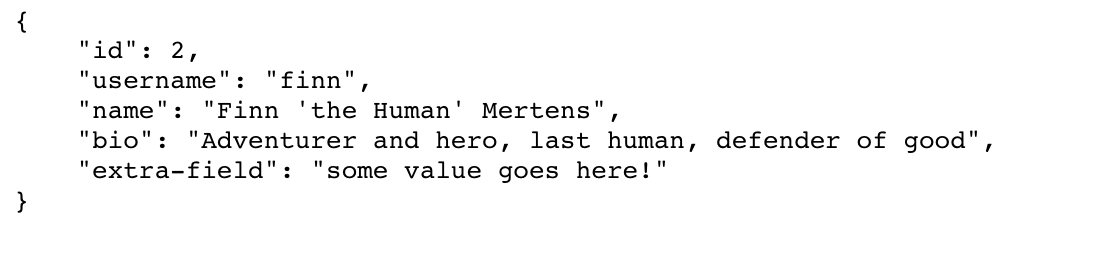 {
    "id": 2,
    "username": "finn",
    "name": "Finn 'the Human' Mertens",
    "bio": "Adventurer and hero, last human, defender of good",
    "extra-field": "some value goes here!"
}